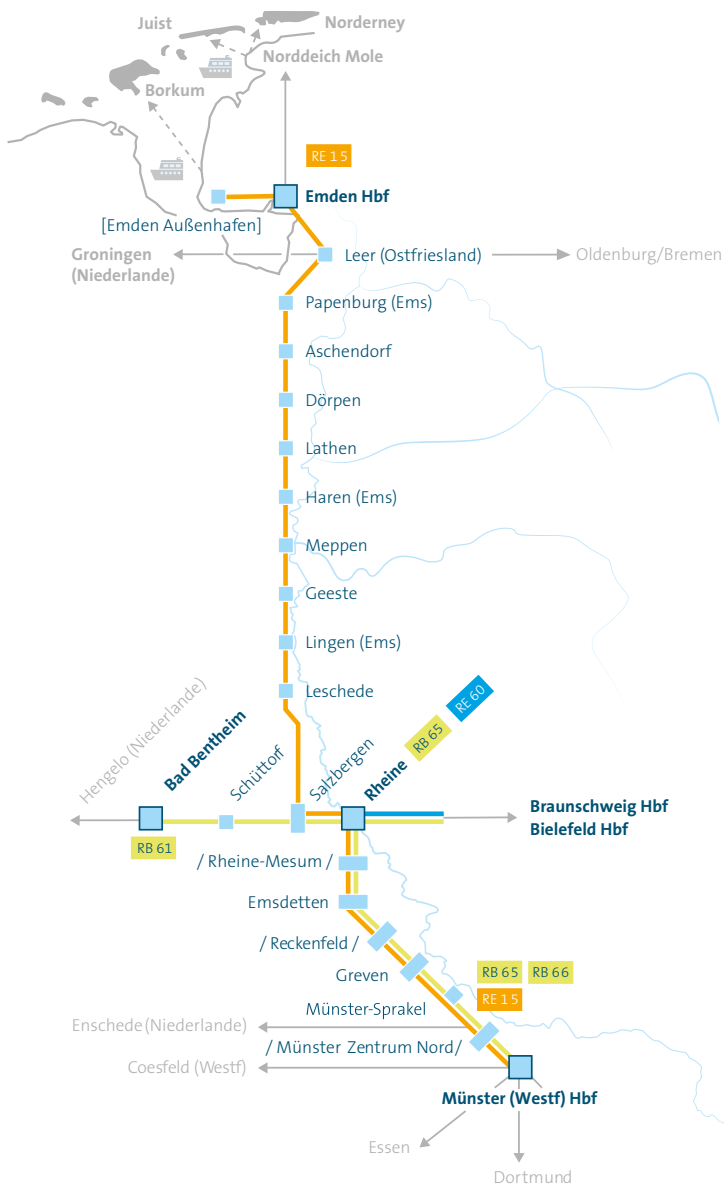 Juist
Norderney
Norddeich Mole
Borkum
RE 15
Emden Hbf
[Emden Außenhafen]
Groningen
(Niederlande)
Leer (Ostfriesland)
Oldenburg/Bremen
Papenburg (Ems)
Aschendorf
Dörpen
Lathen
Haren (Ems)
Meppen
Geeste
Lingen (Ems)
Leschede
Hengelo (Niederlande)
Bad Bentheim
Schüttorf
Salzbergen
Rheine
RB 65
RE 60
Braunschweig Hbf
Bielefeld Hbf
RB 61
/ Rheine-Mesum /
Emsdetten
/ Reckenfeld /
Greven
RB 65
RB 66
RE 15
Münster-Sprakel
Enschede (Niederlande)
/ Münster Zentrum Nord/
Coesfeld (Westf)
Münster (Westf) Hbf
Essen
Dortmund